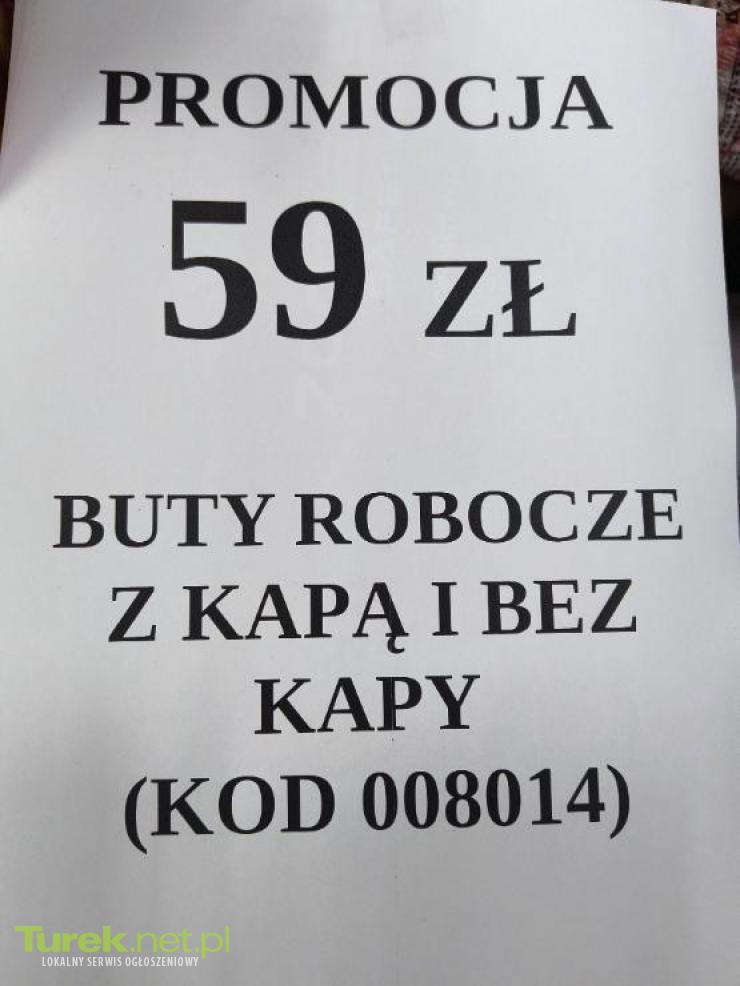 PROMOCJA
59 ZŁ
BUTY ROBOCZE
Z KAPĄ I BEZ
KAPY
(KOD 008014)
Turek.net.pl
LOKALNY SERWIS OGŁOSZENIOWY